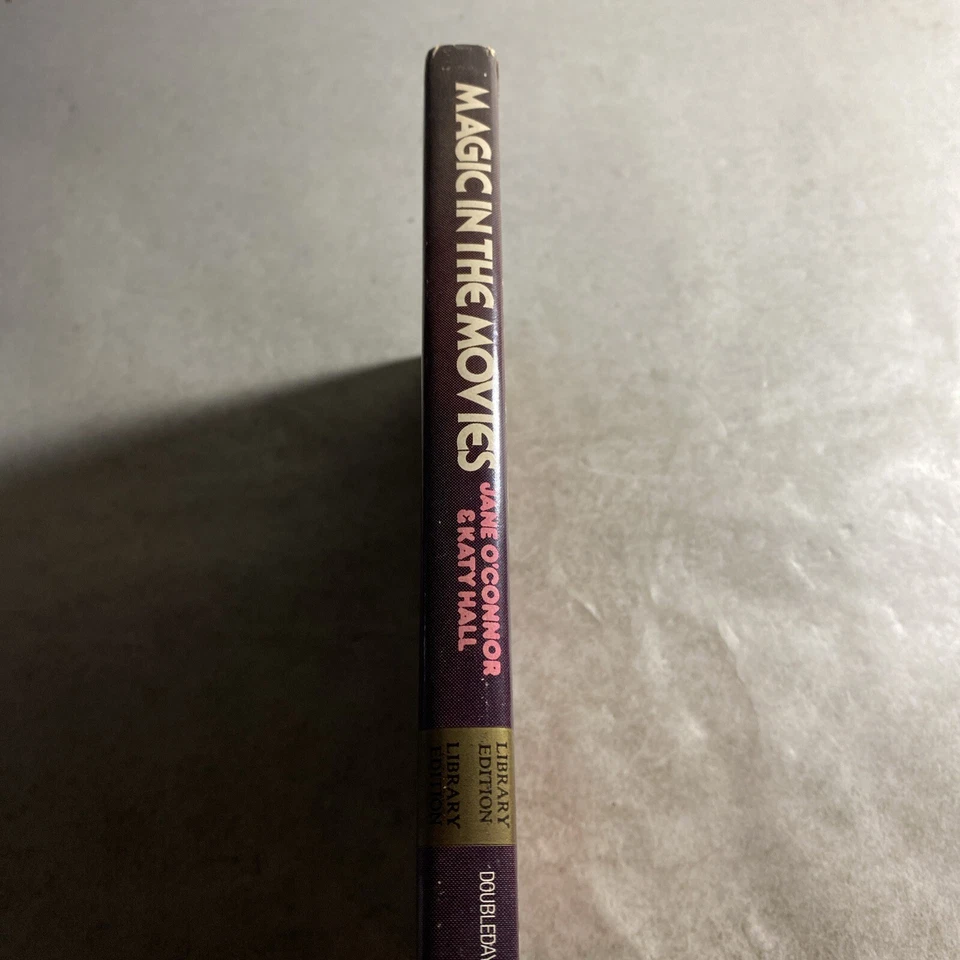 MAGIC IN THE MOVIES
JANE O'CONNOR
& KATY HALL
LIBRARY
EDITION
LIBRARY
EDITION
DOUBLEDAY